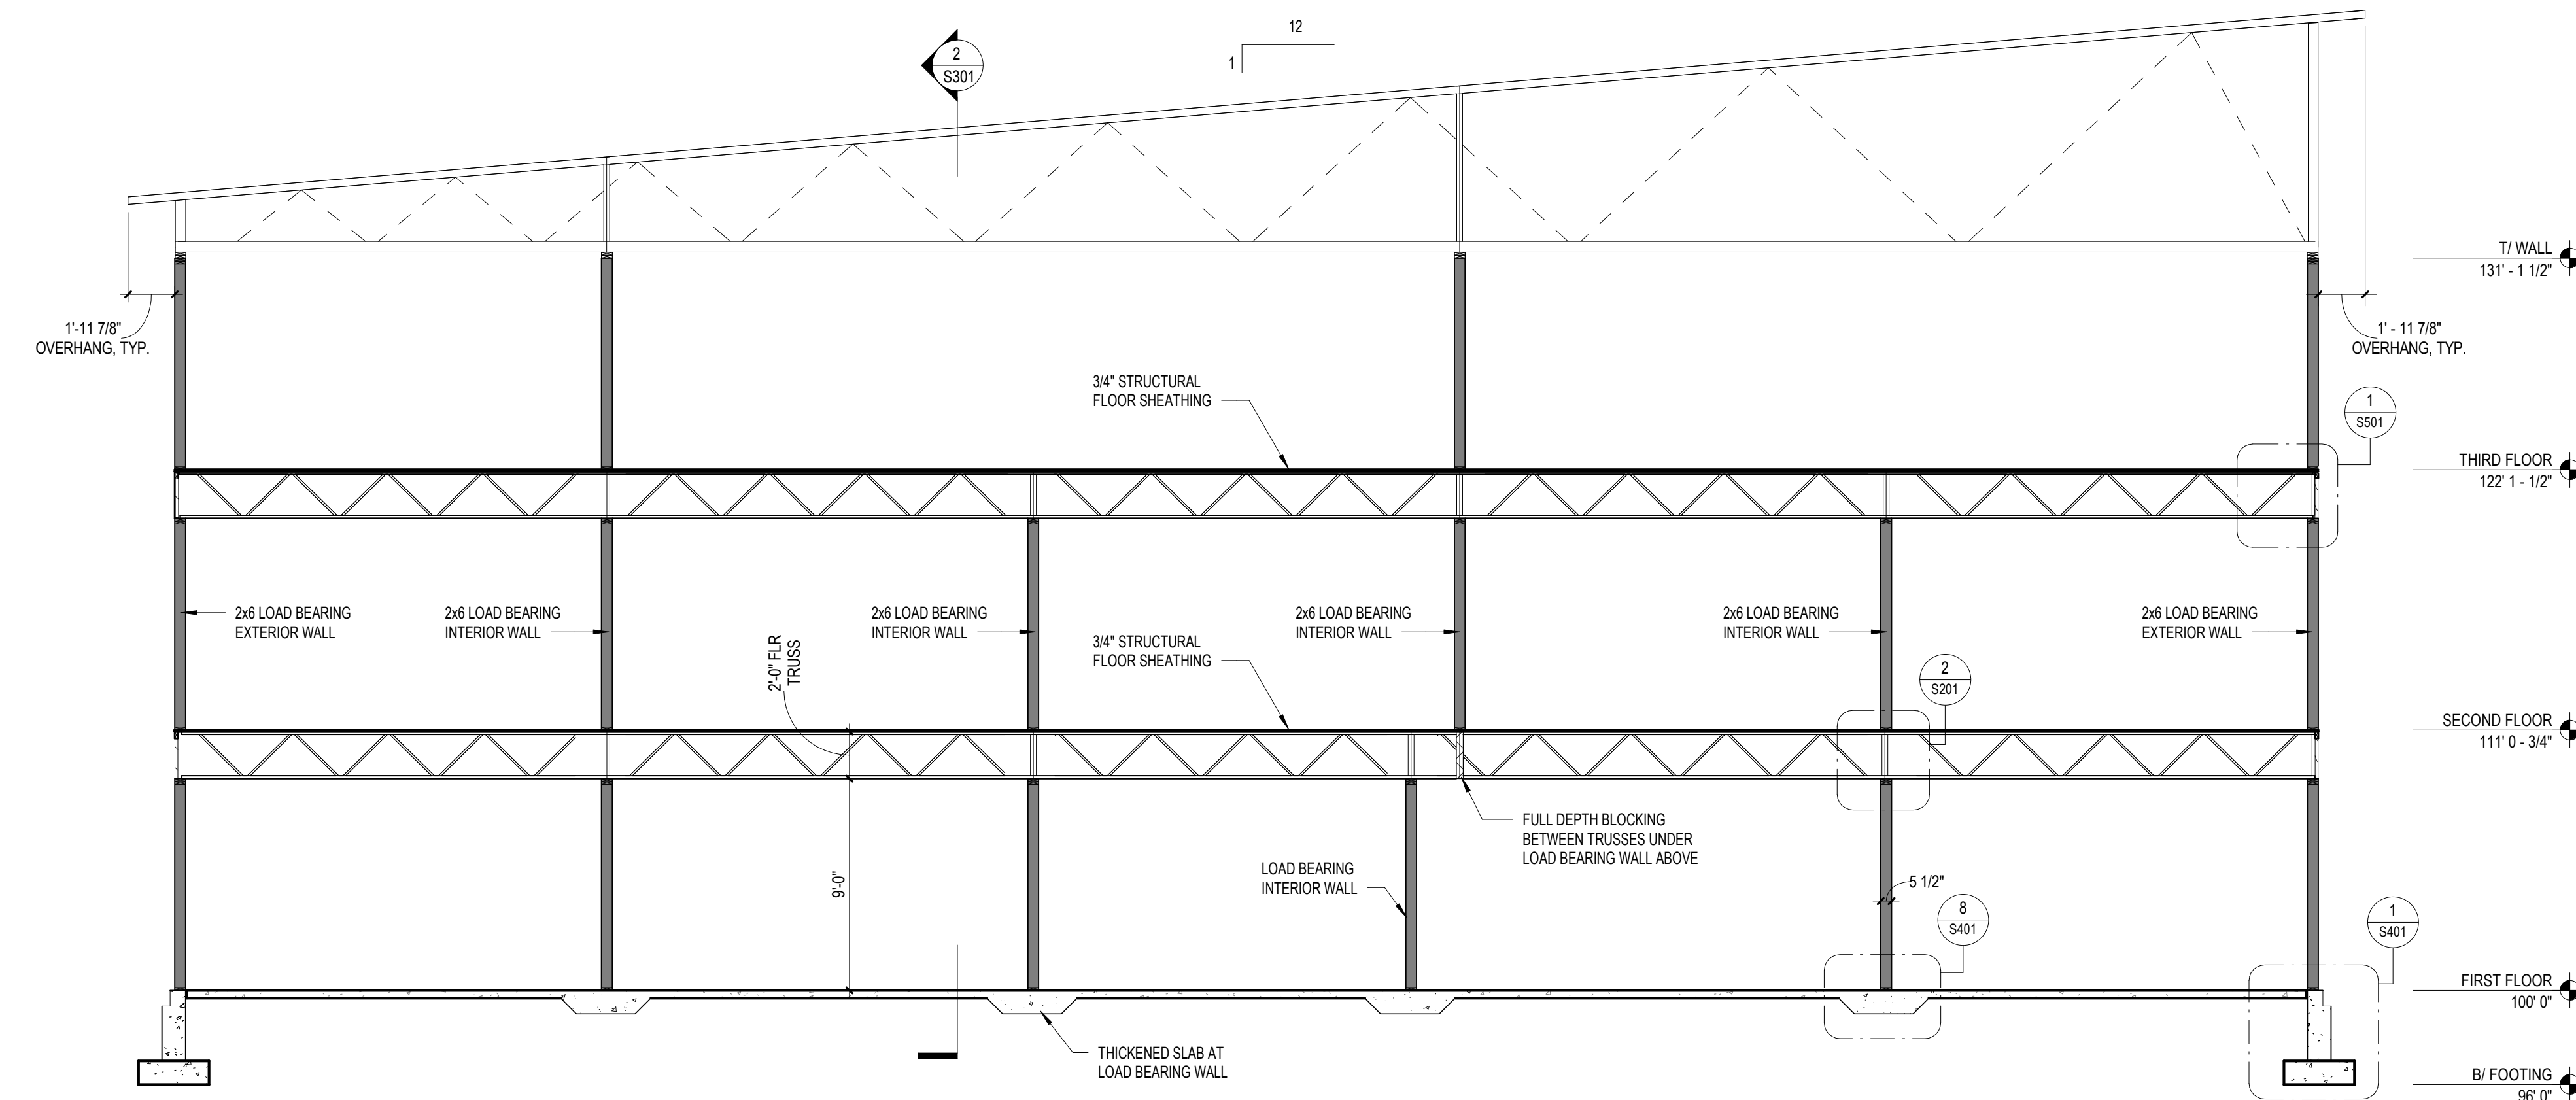 12
1
2
S301
T/ WALL
131' - 1 1/2"
1'-11 7/8"
OVERHANG, TYP.
1' - 11 7/8"
OVERHANG, TYP.
3/4" STRUCTURAL
FLOOR SHEATHING
1
S501
THIRD FLOOR
122' 1 - 1/2"
2x6 LOAD BEARING
EXTERIOR WALL
2x6 LOAD BEARING
INTERIOR WALL
2x6 LOAD BEARING
INTERIOR WALL
2x6 LOAD BEARING
INTERIOR WALL
2x6 LOAD BEARING
INTERIOR WALL
2x6 LOAD BEARING
EXTERIOR WALL
2'-0" FLR
TRUSS
3/4" STRUCTURAL
FLOOR SHEATHING
2
S201
SECOND FLOOR
111' 0 - 3/4"
FULL DEPTH BLOCKING
BETWEEN TRUSSES UNDER
LOAD BEARING WALL ABOVE
9'-0"
LOAD BEARING
INTERIOR WALL
5 1/2"
8
S401
1
S401
FIRST FLOOR
100' 0"
THICKENED SLAB AT
LOAD BEARING WALL
B/ FOOTING
96' 0"